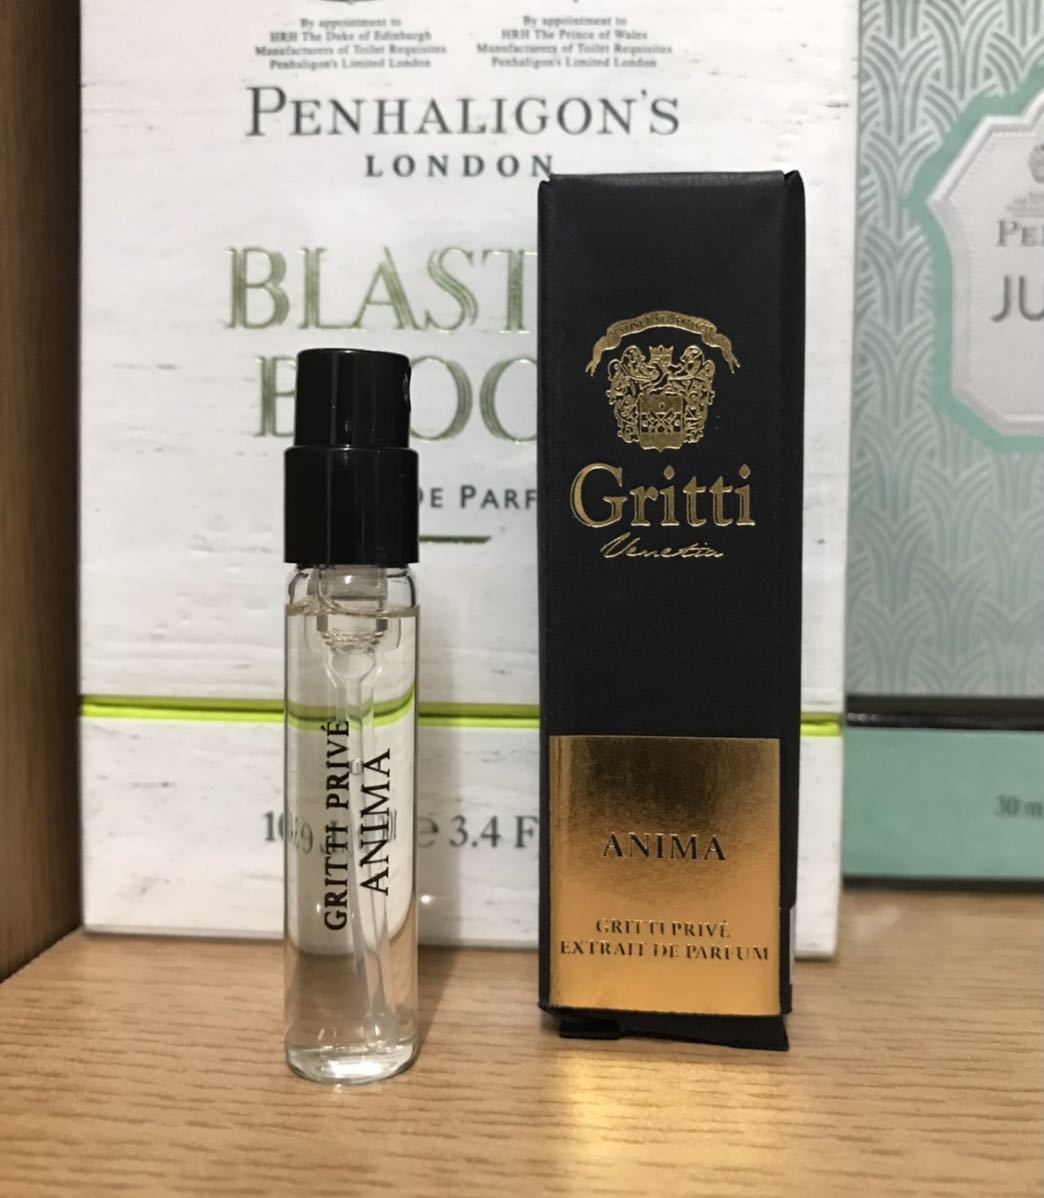 By appointment to
HRH The Duke of Edinburgh
Manufacturers of Toilet Requisites
Penhaligon's Limited London
By appointment to
HRH The Prince of Wales
Manufacturers of Toilet Requisites
Penhaligon's Limited London
PENHALIGON'S
LONDON
BLAST
DE PARF
e 3.4 F
GRITTI PRIVÉ
ANIMA
Gritti
Venetia
ANIMA
GRITTI PRIVÉ
EXTRAIT DE PARFUM
PE
JU
30 m